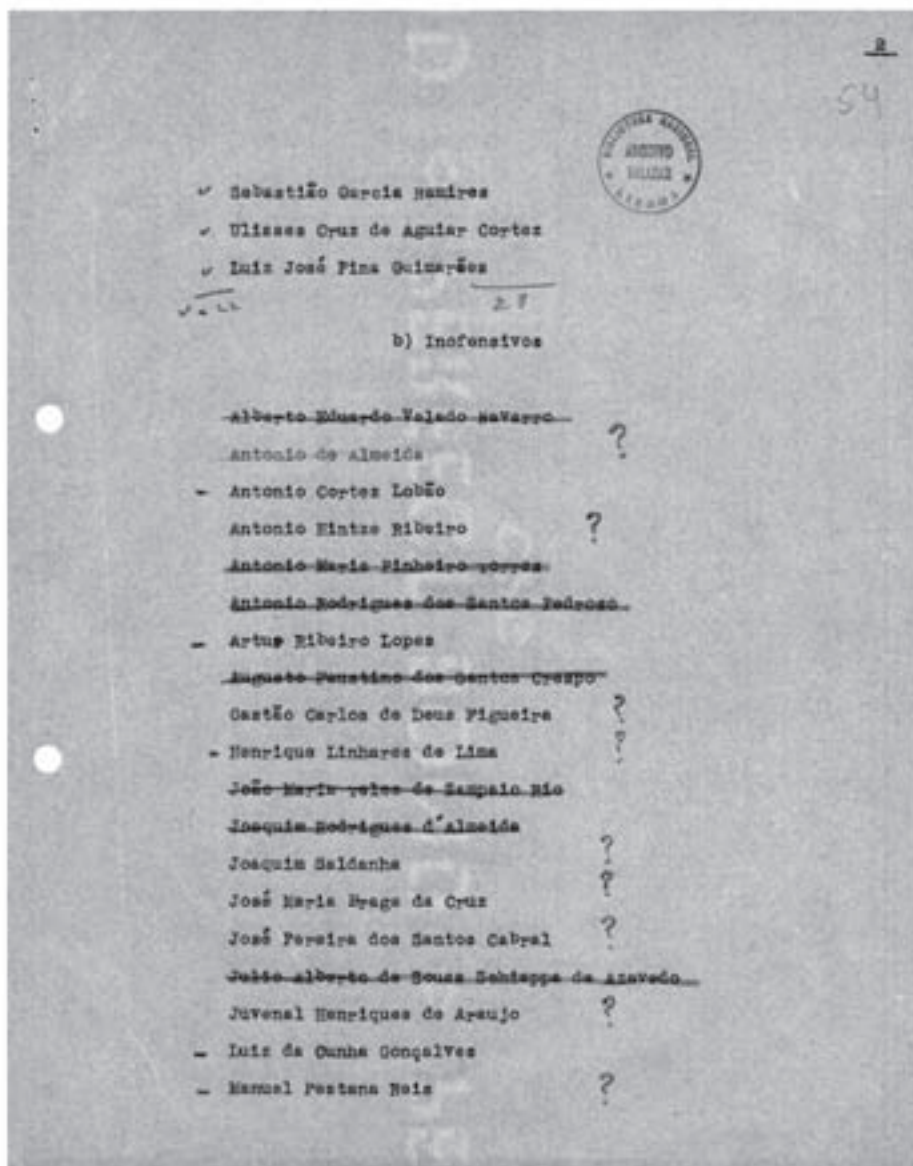 2
54
BIBLIOTECA NACIONAL
Sebastião Garcia Ramires
Ulisses Cruz de Aguiar Cortez
Luiz José Pina Guimarães
b) Inofensivos
Alberto Eduardo Valado Navarro
Antonio de Almeida ?
- Antonio Cortez Lobão
Antonio Hintze Ribeiro ?
Antonio Maria Pinheiro Torres
Antonio Rodrigues dos Santos Pedroso
- Artur Ribeiro Lopes
Augusto Faustino dos Santos Crespo
Gastão Carlos de Deus Figueira ?
- Henrique Linhares de Lima ?
João Maria Teles de Sampaio Rio
Joaquim Rodrigues d'Almeida
Joaquim Saldanha ?
José Maria Braga da Cruz ?
José Pereira dos Santos Cabral ?
Julio Alberto de Sousa Schiappa de Azevedo
Juvenal Henriques de Araujo ?
- Luiz da Cunha Gonçalves
- Manuel Pestana Reis ?